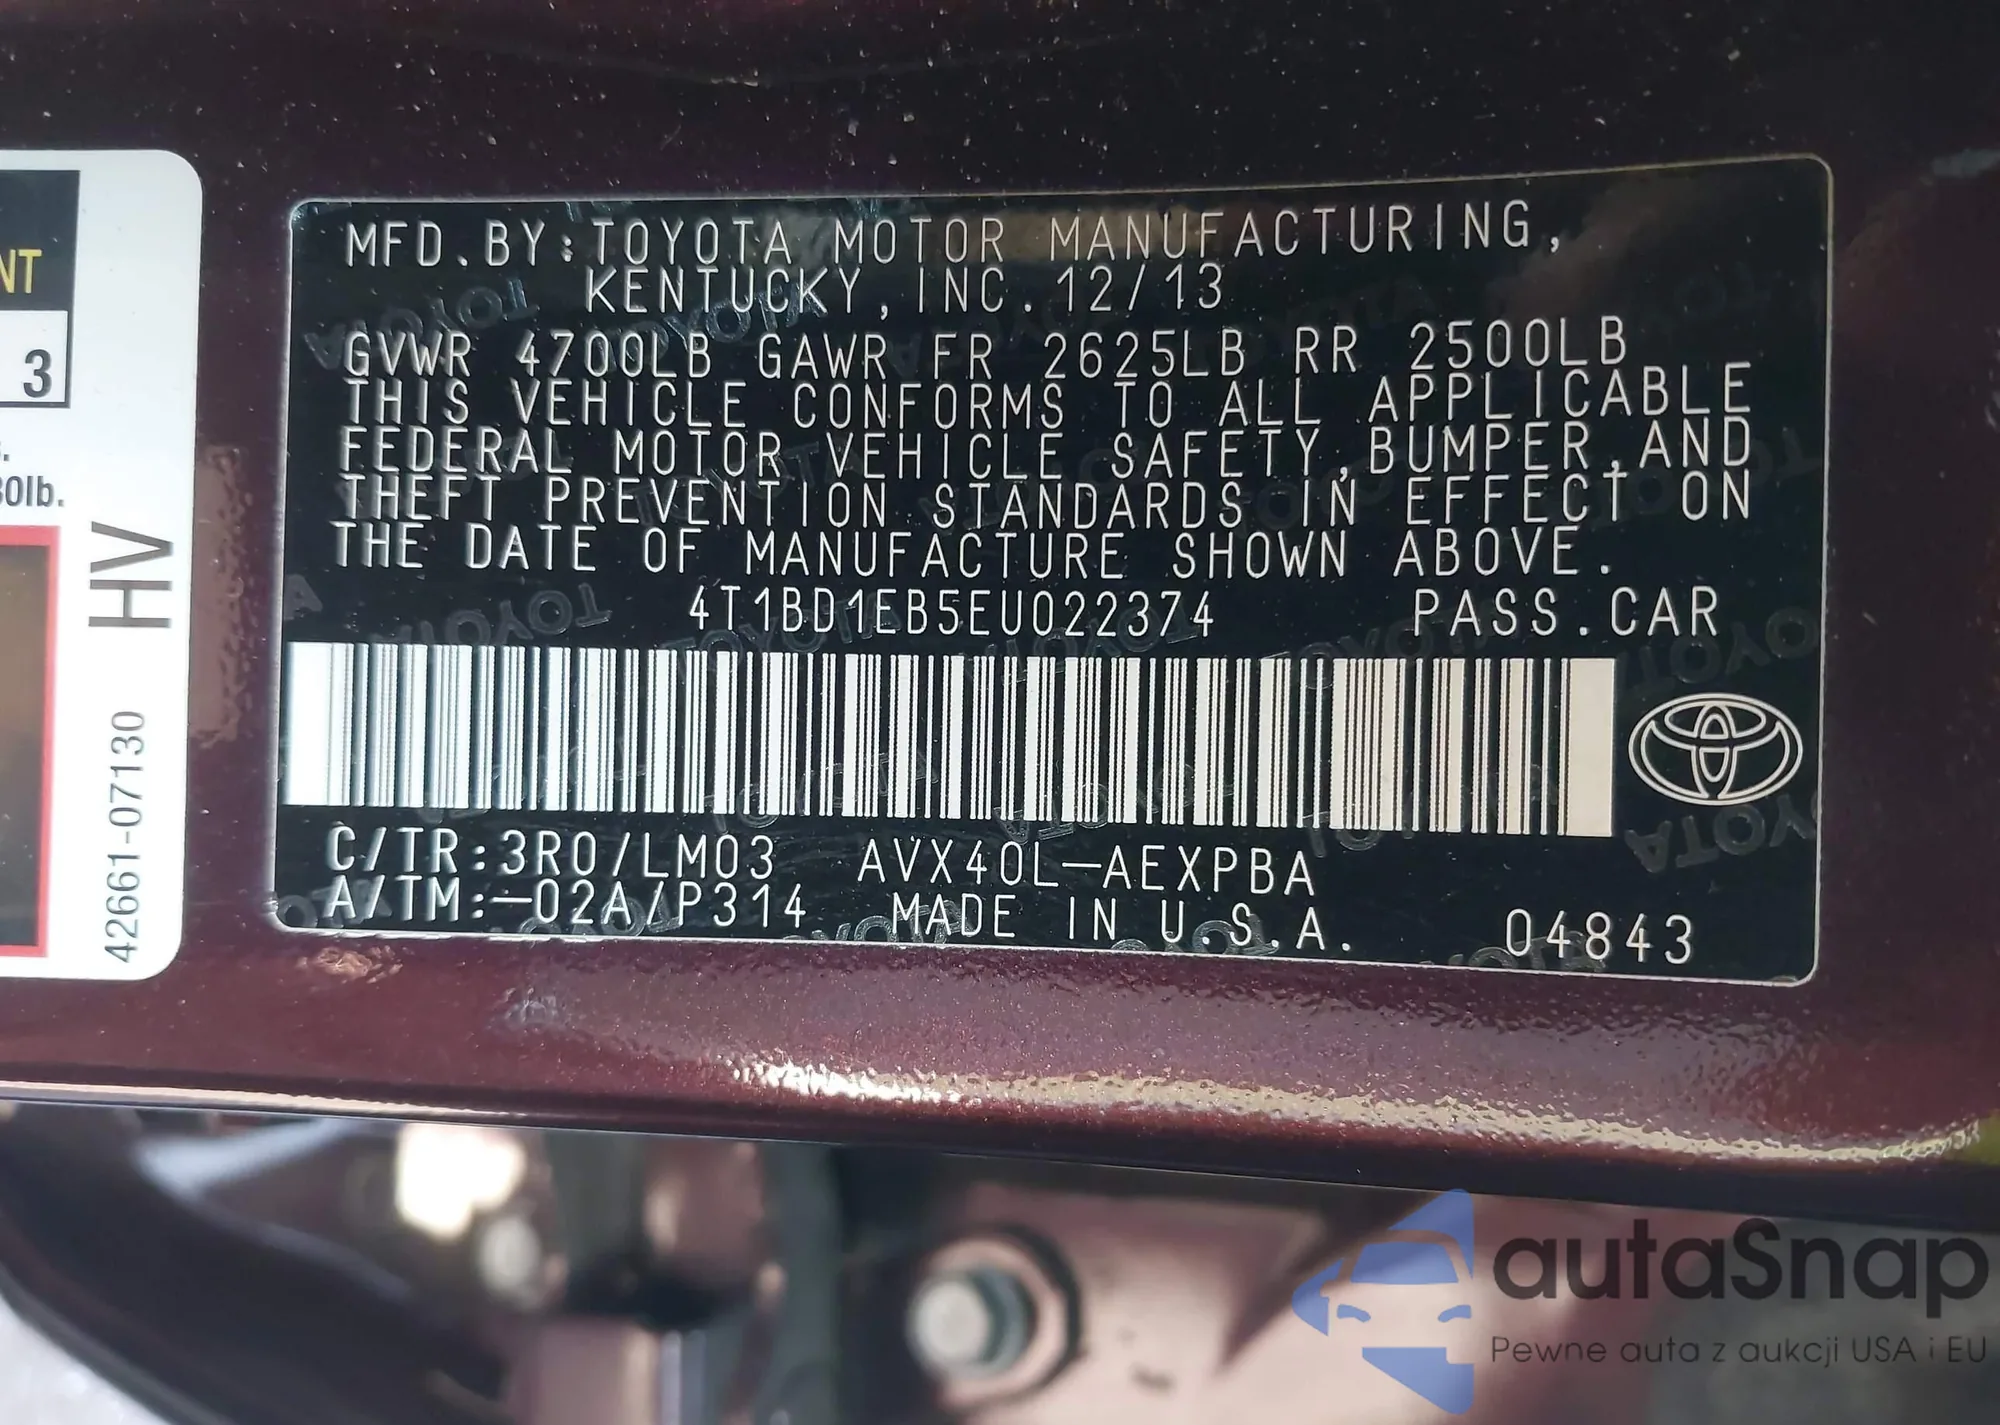 NT
3
30lb.
HV
42661-07130
MFD.BY:TOYOTA MOTOR MANUFACTURING,
KENTUCKY,INC.12/13
GVWR 4700LB GAWR FR 2625LB RR 2500LB
THIS VEHICLE CONFORMS TO ALL APPLICABLE
FEDERAL MOTOR VEHICLE SAFETY,BUMPER,AND
THEFT PREVENTION STANDARDS IN EFFECT ON
THE DATE OF MANUFACTURE SHOWN ABOVE.
4T1BD1EB5EU022374 PASS.CAR
C/TR:3R0/LM03 AVX40L-AEXPBA
A/TM:-02A/P314 MADE IN U.S.A. 04843
autaSnap
Pewne auta z aukcji USA i EU